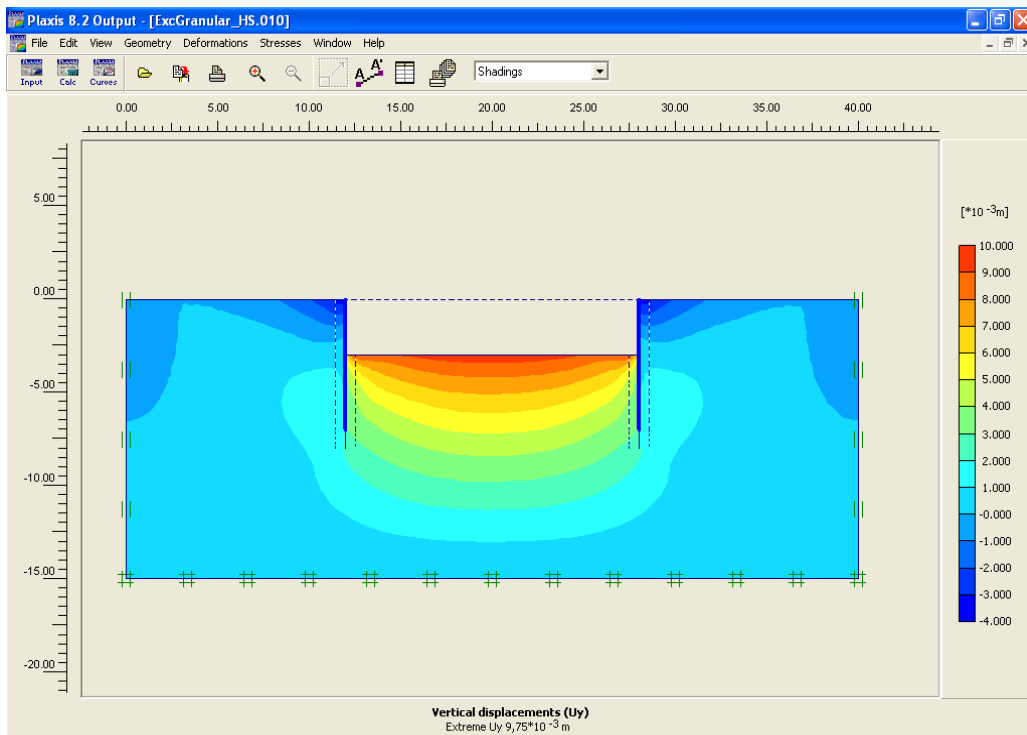 Plaxis 8.2 Output - [ExcGranular_HS.010]
File Edit View Geometry Deformations Stresses Window Help
Input Calc Curves
A A'
Shadings
0.00 5.00 10.00 15.00 20.00 25.00 30.00 35.00 40.00
5.00
0.00
-5.00
-10.00
-15.00
-20.00
[*10 -3m]
10.000
9.000
8.000
7.000
6.000
5.000
4.000
3.000
2.000
1.000
-0.000
-1.000
-2.000
-3.000
-4.000
Vertical displacements (Uy)
Extreme Uy 9,75*10 -3 m